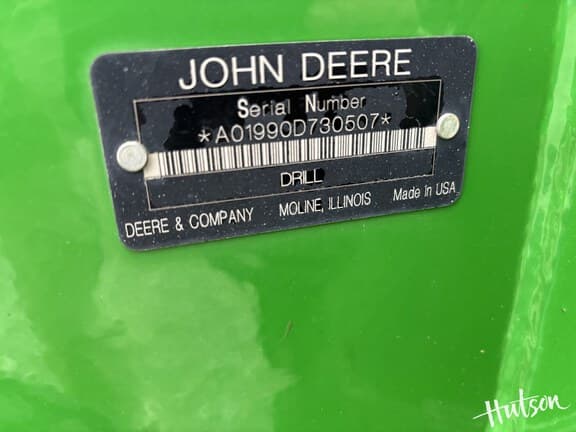 JOHN DEERE
Serial Number
*A01990D730507*
DRILL
DEERE & COMPANY MOLINE, ILLINOIS Made in USA
Hutson